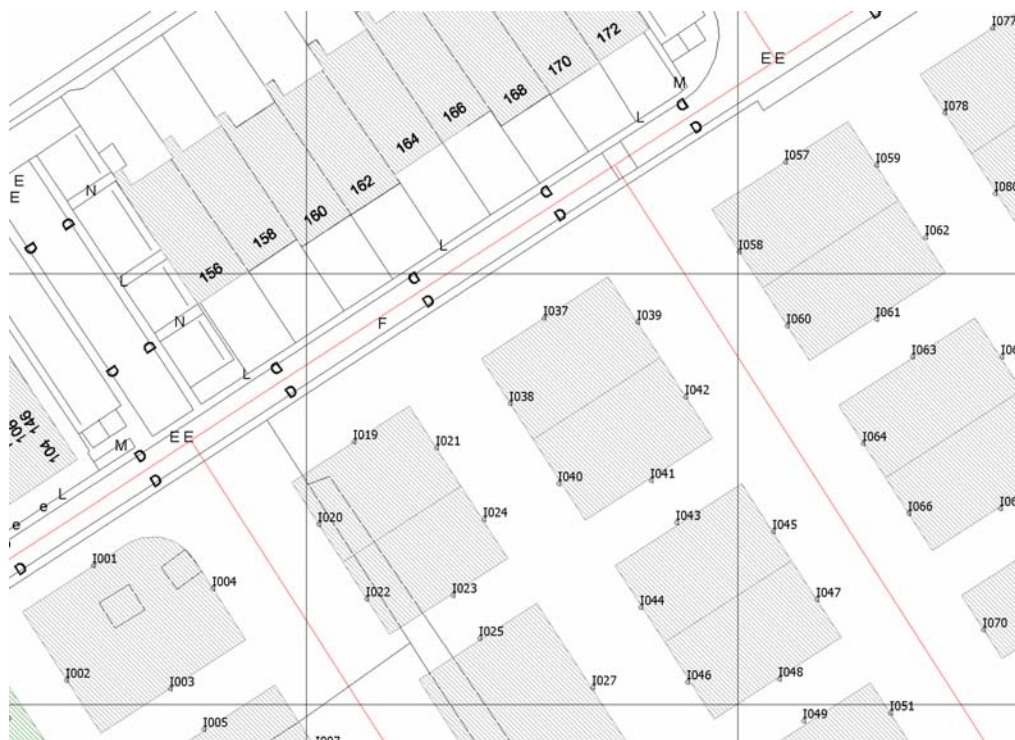 I077
172
E E
170
M
D
168
I078
L
D
166
I057
I059
164
E
E
N
162
D
I080
D
160
D
I062
D
158
L
I058
156
L
D
D
I037
I039
I061
I060
N
F
D
I063
D
L
D
I042
I038
D
146
104
E E
I019
I021
I064
M
D
I041
D
I040
L
e
e
I020
I024
I043
I045
I066
D
I001
I004
I022
I023
I044
I047
I070
I025
I002
I003
I027
I046
I048
I005
I049
I051